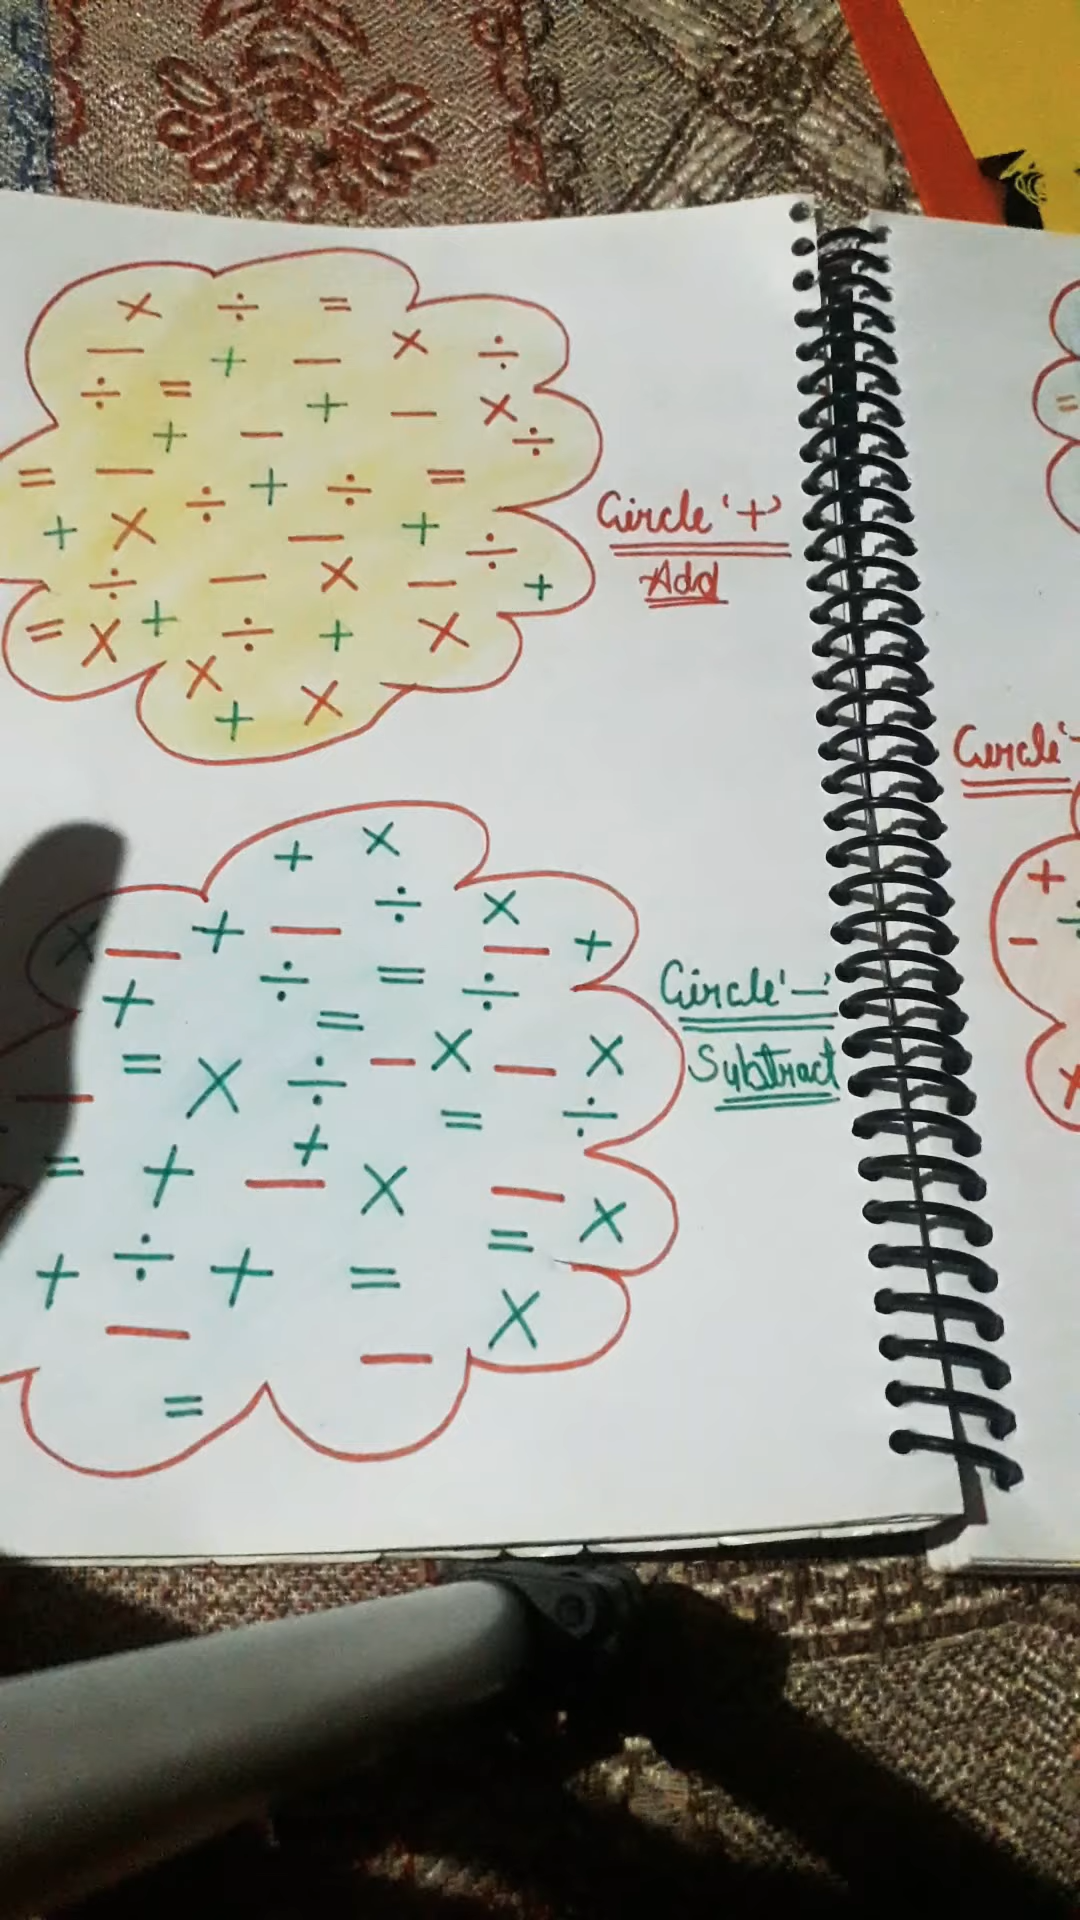 × ÷ =
— + — × ÷
÷ = + — ×
+ — ÷
= — ÷ + ÷ =
+ × — + ÷
÷ — × — +
= × + ÷ + ×
× ×
+
Circle '+'
Add
+ ×
÷ ×
× — + — — +
+ ÷ = ÷
=
= × ÷ — × — ×
— = ÷
+
= + — × — ×
=
+ ÷ + =
— ×
—
=
Circle '—'
Subtract
=
+
-